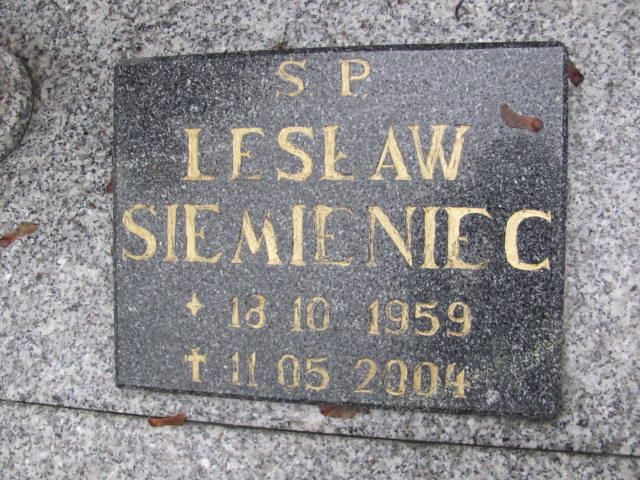 S P.
LESŁAW
SIEMIENIEC
✦ 18 10 1959
✝ 11 05 2004